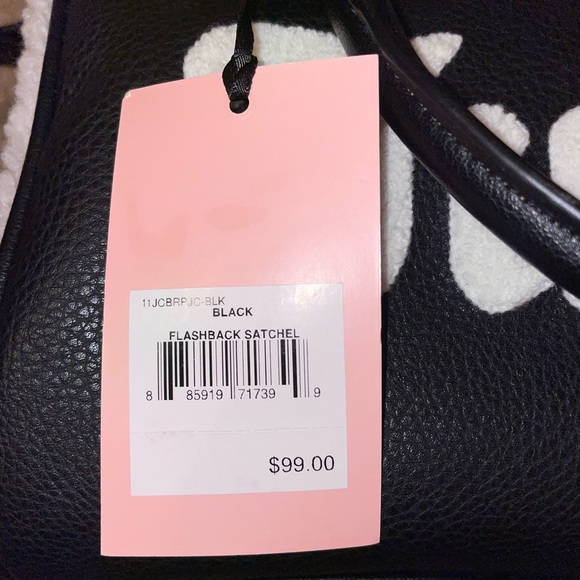 11JCBRPJC-BLK
BLACK
FLASHBACK SATCHEL
8 85919 71739 9
$99.00